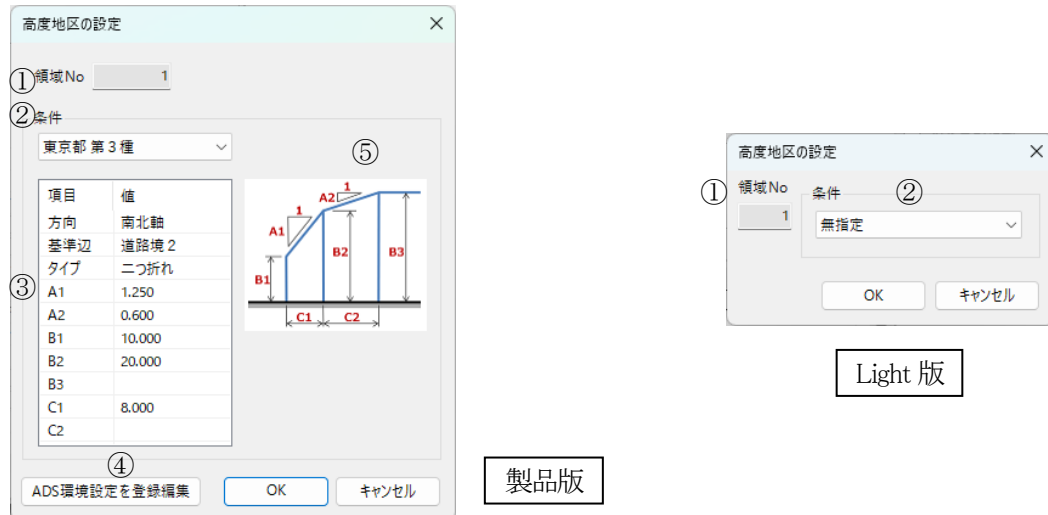 高度地区の設定
① 領域No 1
② 条件
東京都 第３種
⑤
項目 値
方向 南北軸
基準辺 道路境２
タイプ 二つ折れ
③
A1 1.250
A2 0.600
B1 10.000
B2 20.000
B3
C1 8.000
C2
A1 1
A2 1
B1 B2 B3
C1 C2
④
ADS環境設定を登録編集 OK キャンセル
製品版
高度地区の設定
① 領域No 1
条件 ②
無指定
OK キャンセル
Light 版